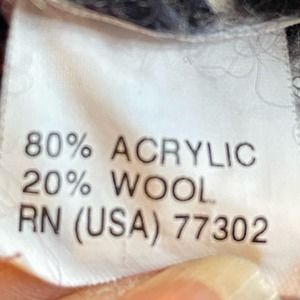 80% ACRYLIC
20% WOOL
RN (USA) 77302